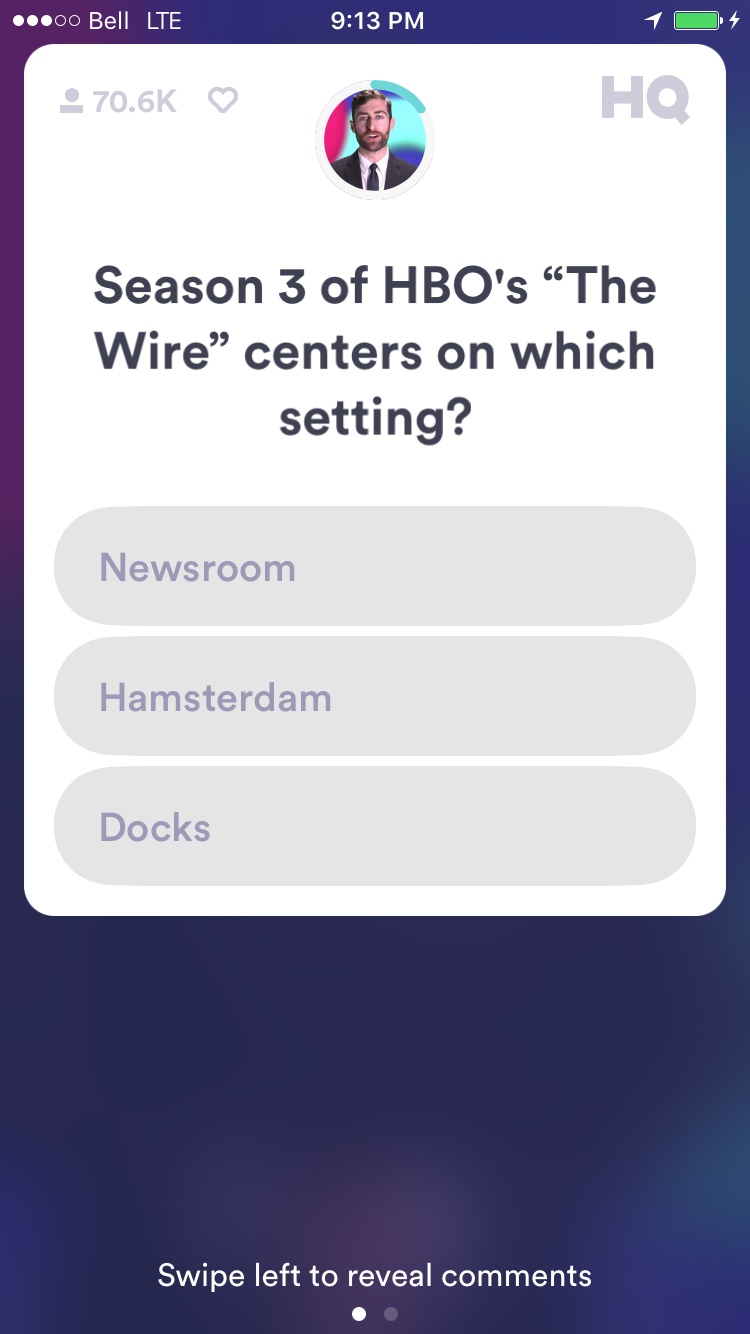 Bell LTE 9:13 PM
70.6K HQ
Season 3 of HBO's “The
Wire” centers on which
setting?
Newsroom
Hamsterdam
Docks
Swipe left to reveal comments